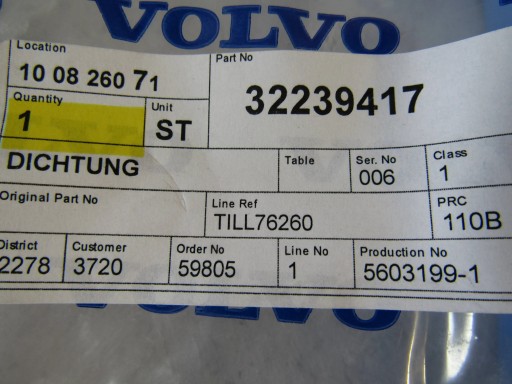 VOLVO
Location
10 08 260 71
Part No
32239417
Quantity
1
Unit
ST
DICHTUNG
Table
Ser. No
006
Class
1
Original Part No
Line Ref
TILL76260
PRC
110B
District
2278
Customer
3720
Order No
59805
Line No
1
Production No
5603199-1
VOLVO